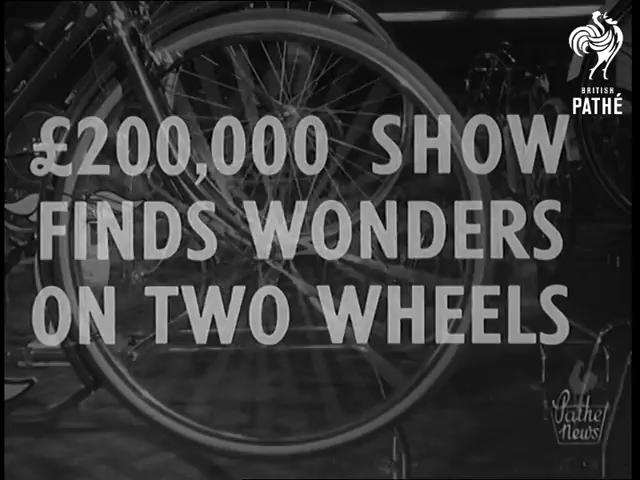 BRITISH
PATHÉ
£200,000 SHOW
FINDS WONDERS
ON TWO WHEELS
Pathe
News